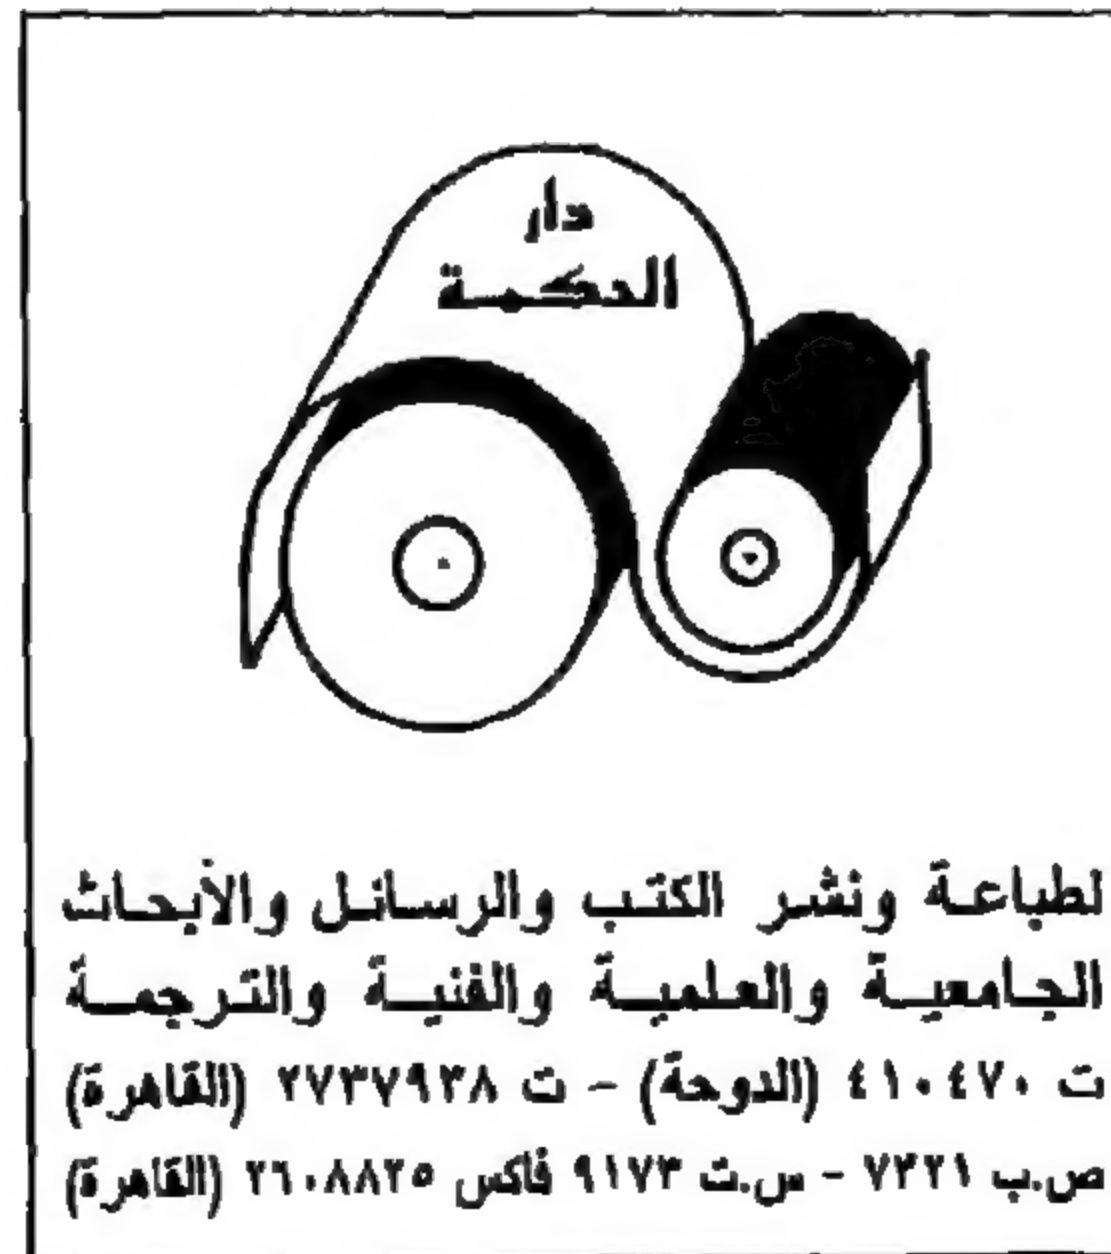 دار
الحكمة
لطباعة ونشر الكتب والرسائل والأبحاث
الجامعية والعلمية والفنية والترجمة
ت ٤١٠٤٧٠ (الدوحة) - ت ٢٧٣٧٩٣٨ (القاهرة)
ص.ب ٧٣٢١ - س.ت ٩١٧٣ فاكس ٢٦٠٨٨٢٥ (القاهرة)